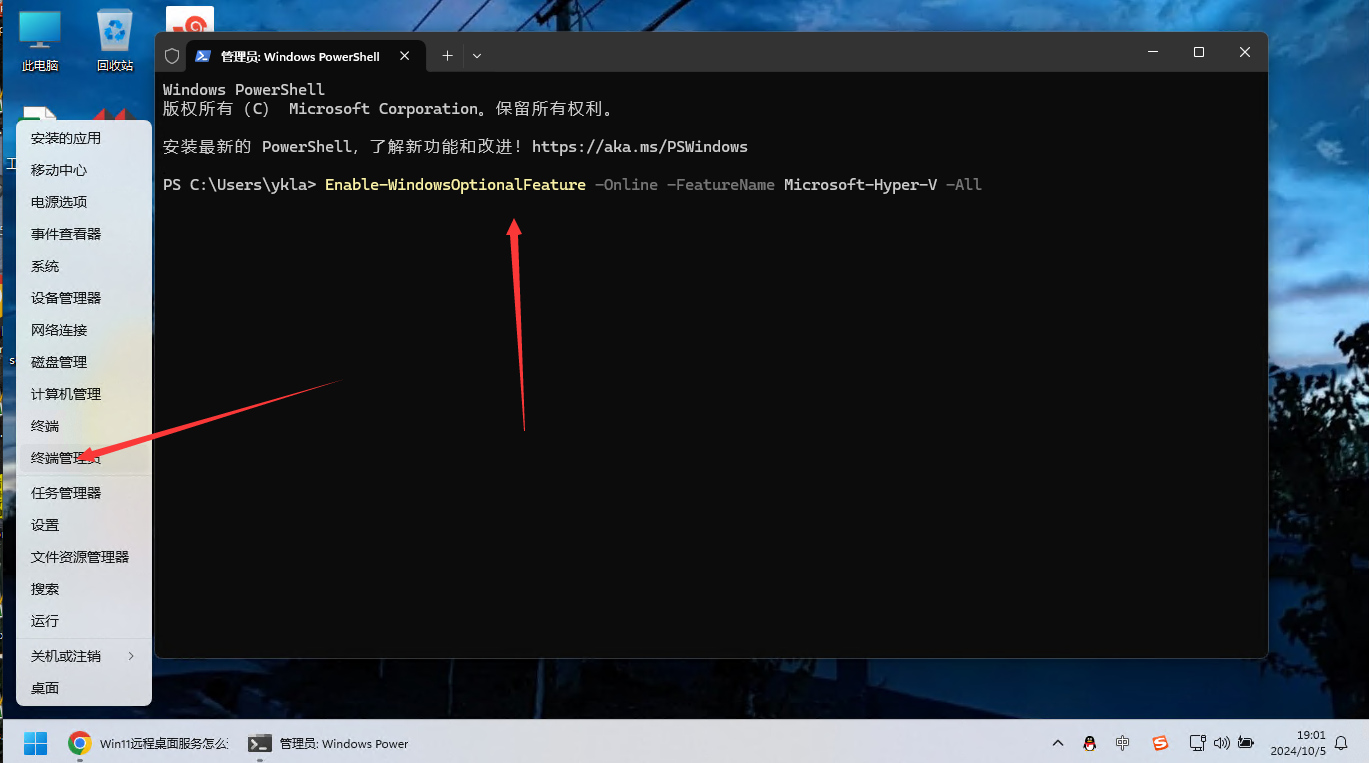 此电脑
回收站
管理员: Windows PowerShell
Windows PowerShell
版权所有 (C) Microsoft Corporation。保留所有权利。
安装最新的 PowerShell，了解新功能和改进！https://aka.ms/PSWindows
PS C:\Users\ykla> Enable-WindowsOptionalFeature -Online -FeatureName Microsoft-Hyper-V -All
安装的应用
移动中心
电源选项
事件查看器
系统
设备管理器
网络连接
磁盘管理
计算机管理
终端
终端管理员
任务管理器
设置
文件资源管理器
搜索
运行
关机或注销
桌面
Win11远程桌面服务怎么
管理员: Windows Power
中
19:01
2024/10/5